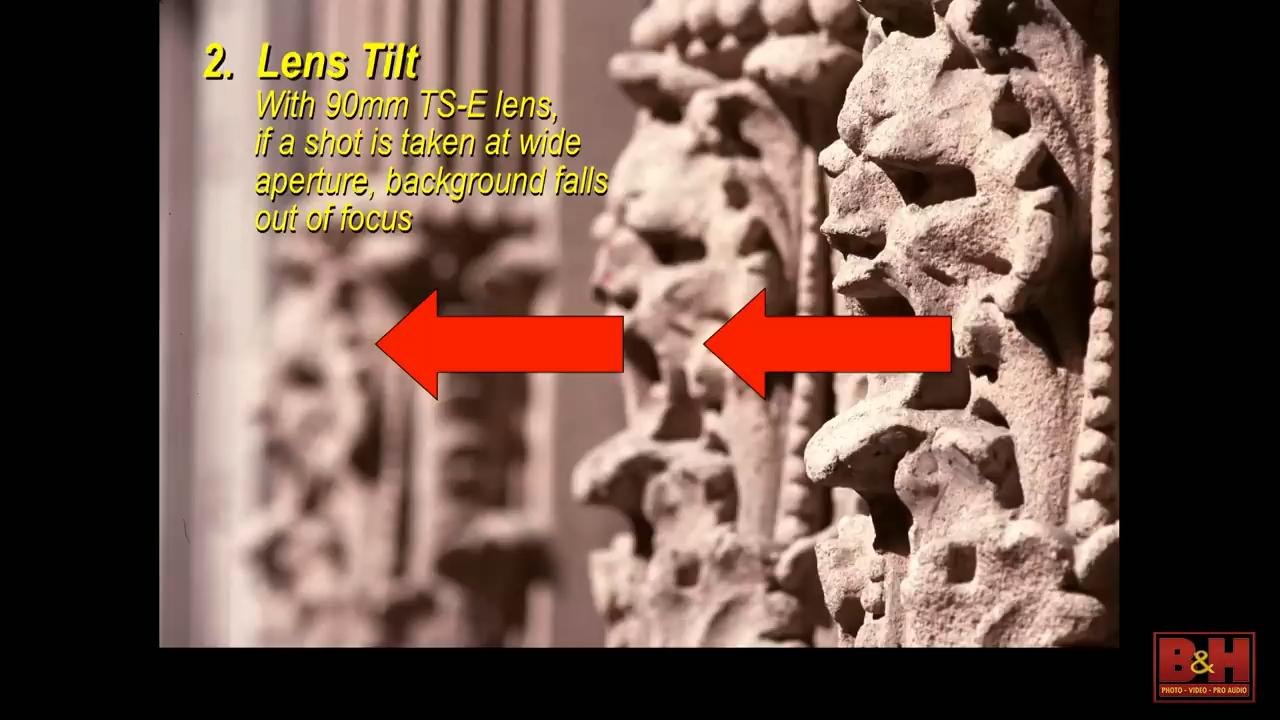 2. Lens Tilt
With 90mm TS-E lens,
if a shot is taken at wide
aperture, background falls
out of focus
B&H
PHOTO - VIDEO - PRO AUDIO